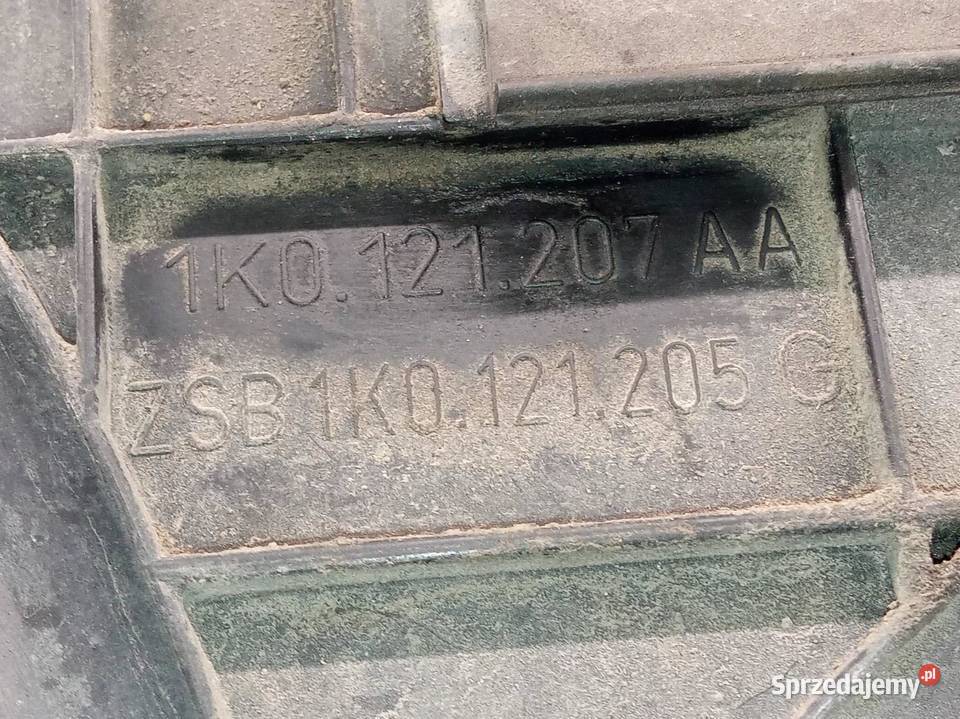 1K0.121.207 AA
ZSB 1K0.121.205 G
Sprzedajemy.pl